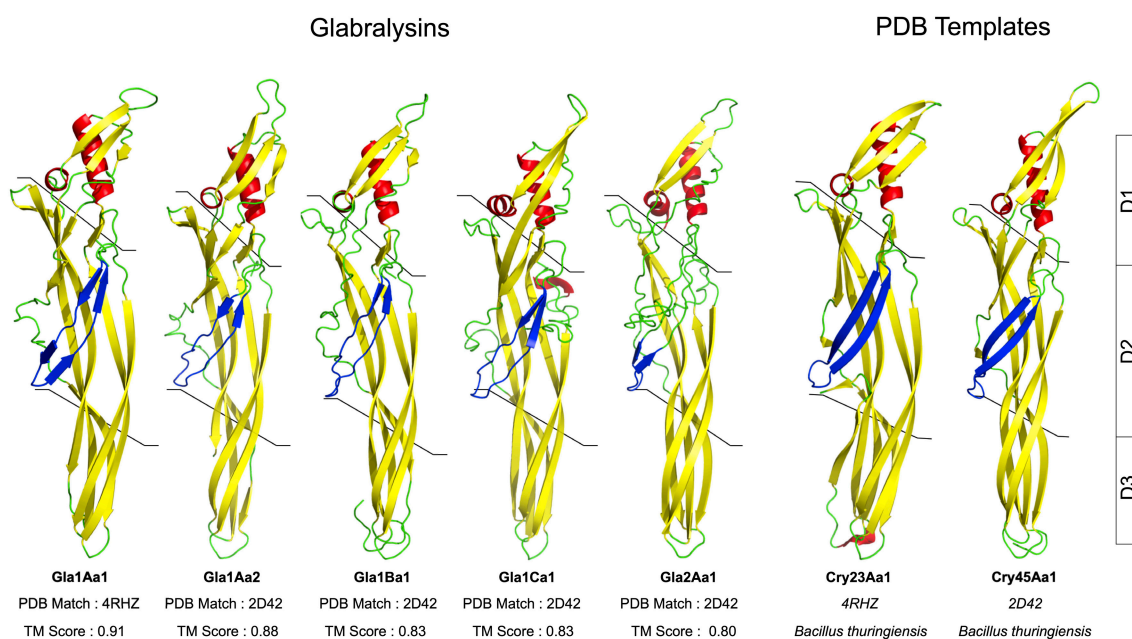 Glabralysins
PDB Templates
D1
D2
D3
Gla1Aa1
Gla1Aa2
Gla1Ba1
Gla1Ca1
Gla2Aa1
Cry23Aa1
Cry45Aa1
PDB Match : 4RHZ
PDB Match : 2D42
PDB Match : 2D42
PDB Match : 2D42
PDB Match : 2D42
4RHZ
2D42
TM Score : 0.91
TM Score : 0.88
TM Score : 0.83
TM Score : 0.83
TM Score : 0.80
Bacillus thuringiensis
Bacillus thuringiensis